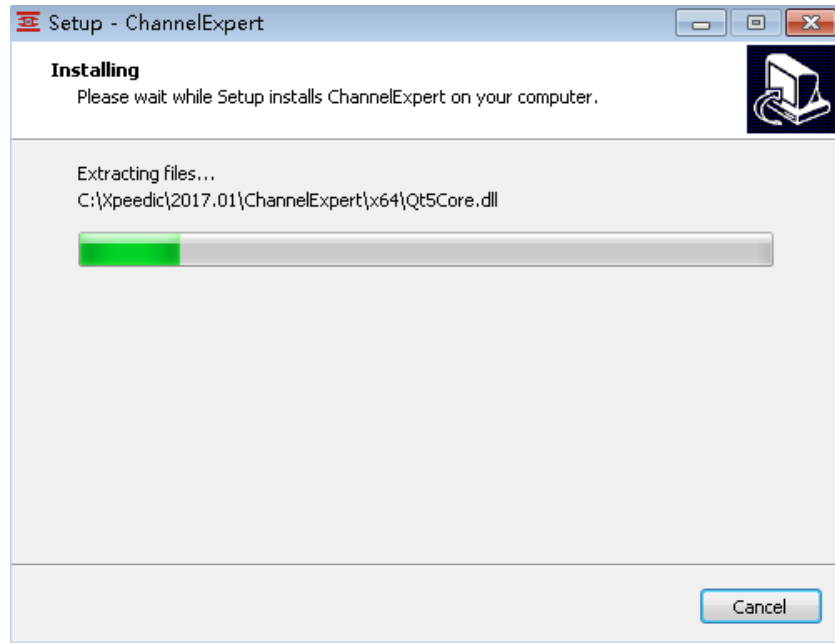 Setup - ChannelExpert
Installing
Please wait while Setup installs ChannelExpert on your computer.
Extracting files...
C:\Xpeedic\2017.01\ChannelExpert\x64\Qt5Core.dll
Cancel